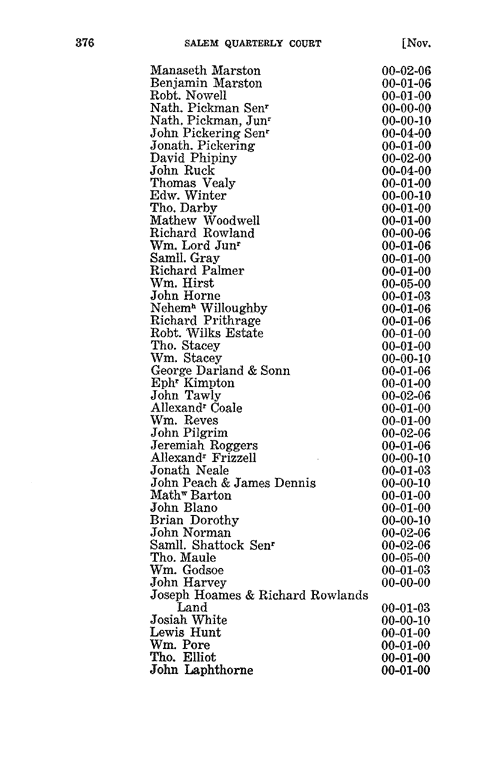 376 SALEM QUARTERLY COURT [Nov.
Manaseth Marston 00-02-06
Benjamin Marston 00-01-06
Robt. Nowell 00-01-00
Nath. Pickman Senʳ 00-00-00
Nath. Pickman, Junʳ 00-00-10
John Pickering Senʳ 00-04-00
Jonath. Pickering 00-01-00
David Phipiny 00-02-00
John Ruck 00-04-00
Thomas Vealy 00-01-00
Edw. Winter 00-00-10
Tho. Darby 00-01-00
Mathew Woodwell 00-01-00
Richard Rowland 00-00-06
Wm. Lord Junʳ 00-01-06
Samll. Gray 00-01-00
Richard Palmer 00-01-00
Wm. Hirst 00-05-00
John Horne 00-01-03
Nehemʰ Willoughby 00-01-06
Richard Prithrage 00-01-06
Robt. Wilks Estate 00-01-00
Tho. Stacey 00-01-00
Wm. Stacey 00-00-10
George Darland & Sonn 00-01-06
Ephʳ Kimpton 00-01-00
John Tawly 00-02-06
Allexandʳ Coale 00-01-00
Wm. Reves 00-01-00
John Pilgrim 00-02-06
Jeremiah Roggers 00-01-06
Allexandʳ Frizzell 00-00-10
Jonath Neale 00-01-03
John Peach & James Dennis 00-00-10
Mathʷ Barton 00-01-00
John Blano 00-01-00
Brian Dorothy 00-00-10
John Norman 00-02-06
Samll. Shattock Senʳ 00-02-06
Tho. Maule 00-05-00
Wm. Godsoe 00-01-03
John Harvey 00-00-00
Joseph Hoames & Richard Rowlands
Land 00-01-03
Josiah White 00-00-10
Lewis Hunt 00-01-00
Wm. Pore 00-01-00
Tho. Elliot 00-01-00
John Laphthorne 00-01-00